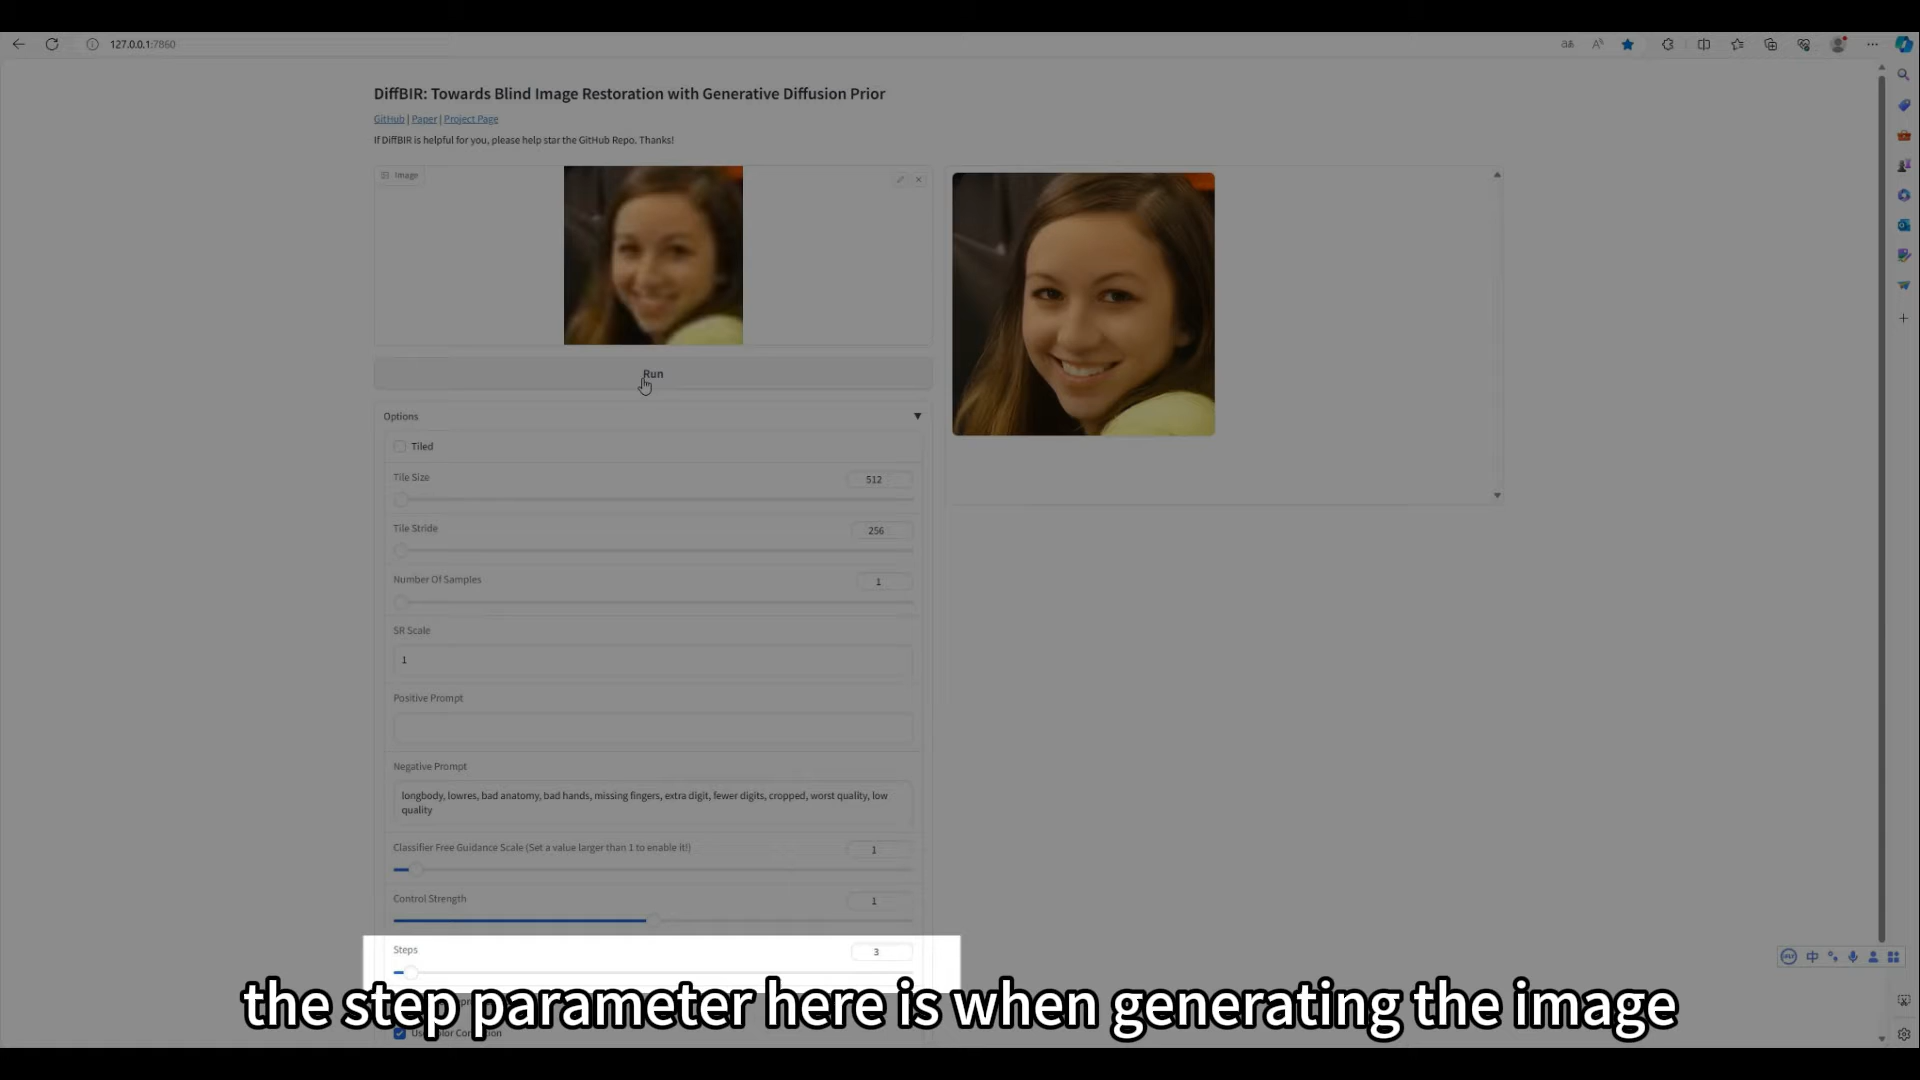 127.0.0.1:7860
DiffBIR: Towards Blind Image Restoration with Generative Diffusion Prior
GitHub | Paper | Project Page
If DiffBIR is helpful for you, please help star the GitHub Repo. Thanks!
Image
Run
Options
Tiled
Tile Size
512
Tile Stride
256
Number Of Samples
1
SR Scale
1
Positive Prompt
Negative Prompt
longbody, lowres, bad anatomy, bad hands, missing fingers, extra digit, fewer digits, cropped, worst quality, low
quality
Classifier Free Guidance Scale (Set a value larger than 1 to enable it!)
1
Control Strength
1
Steps
3
the step parameter here is when generating the image
中